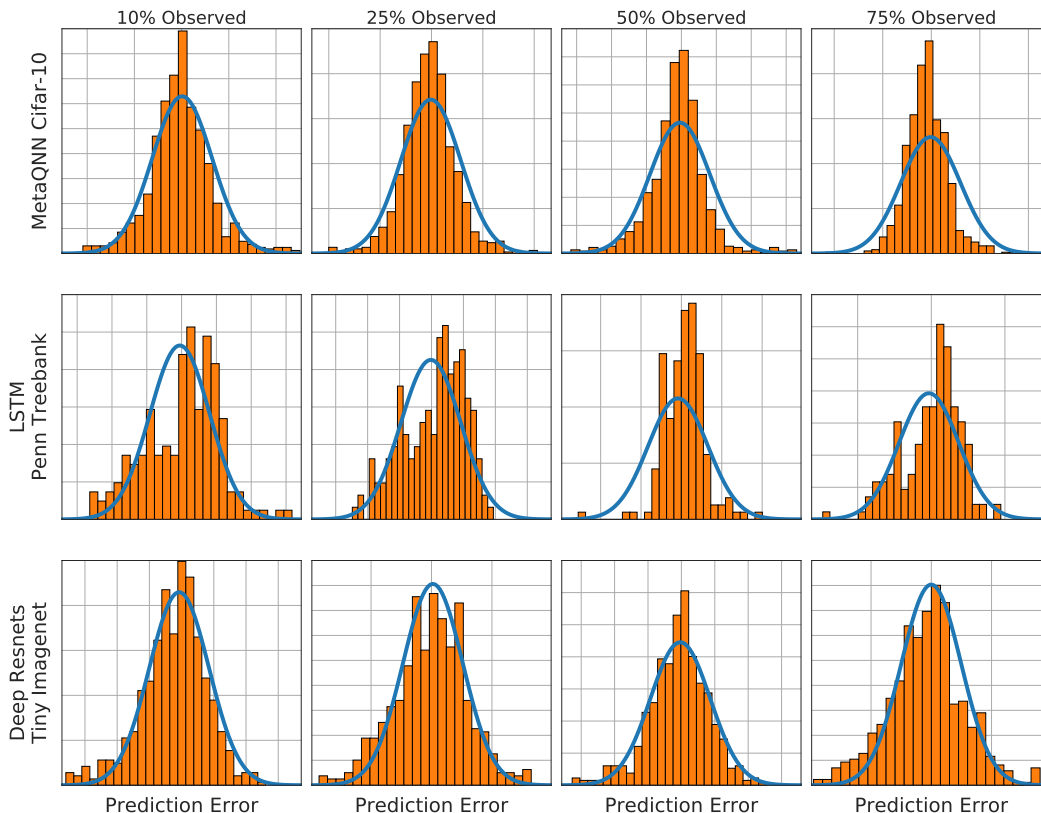 10% Observed
25% Observed
50% Observed
75% Observed
MetaQNN Cifar-10
LSTM
Penn Treebank
Deep Resnets
Tiny Imagenet
Prediction Error
Prediction Error
Prediction Error
Prediction Error